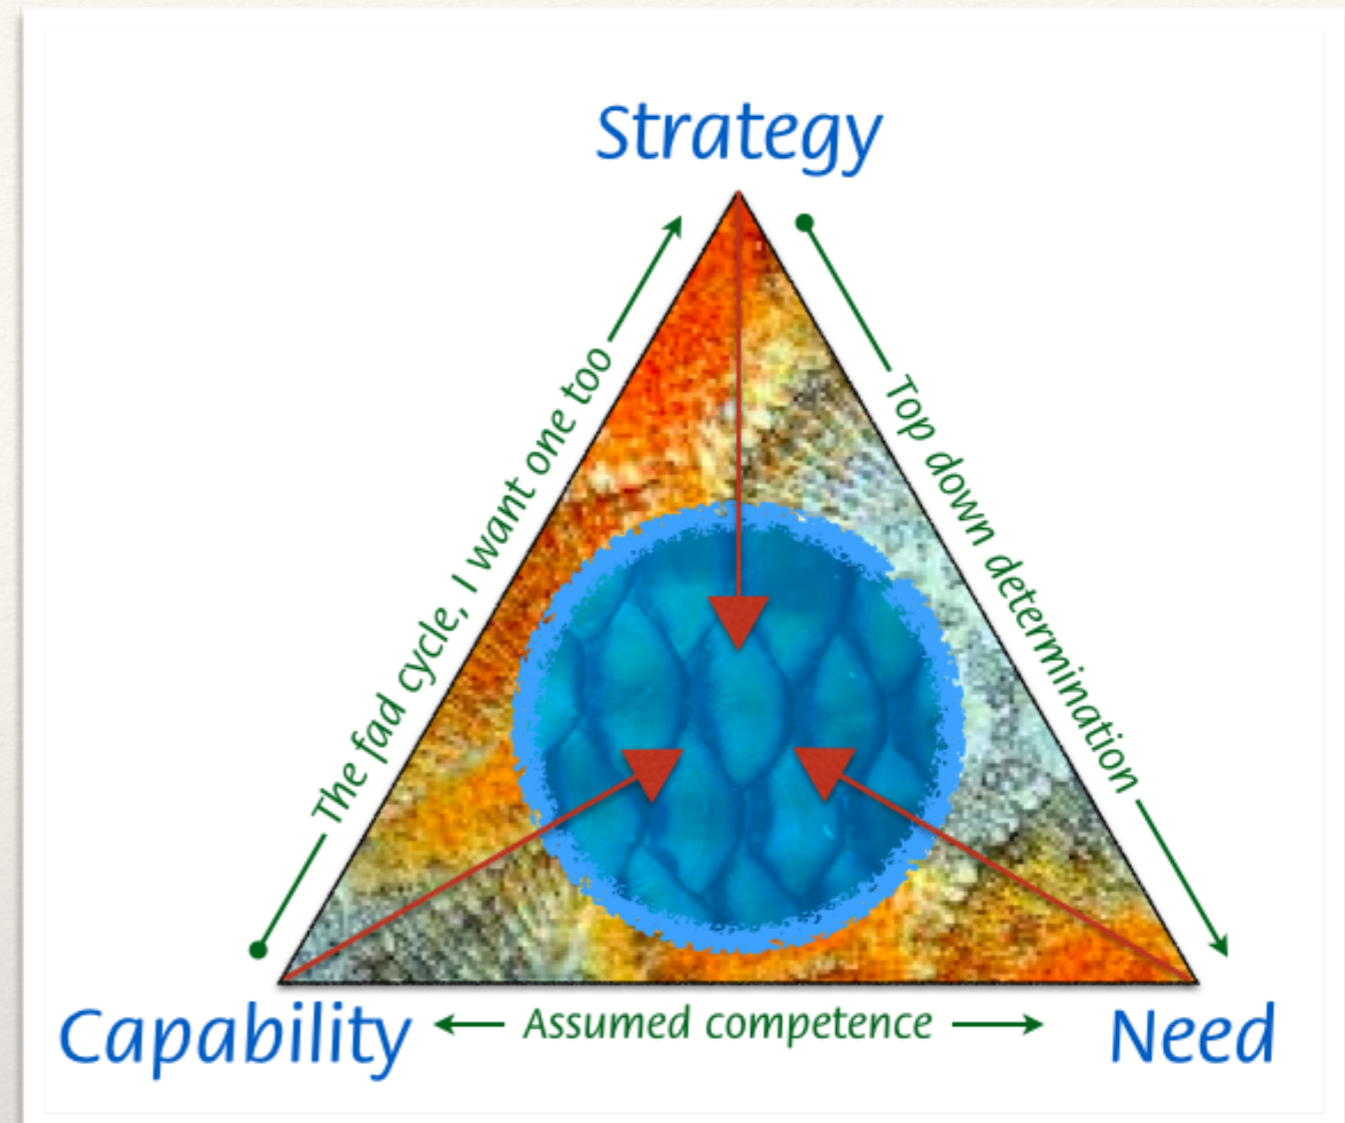 Strategy
The fad cycle, I want one too
Top down determination
Capability
Assumed competence
Need